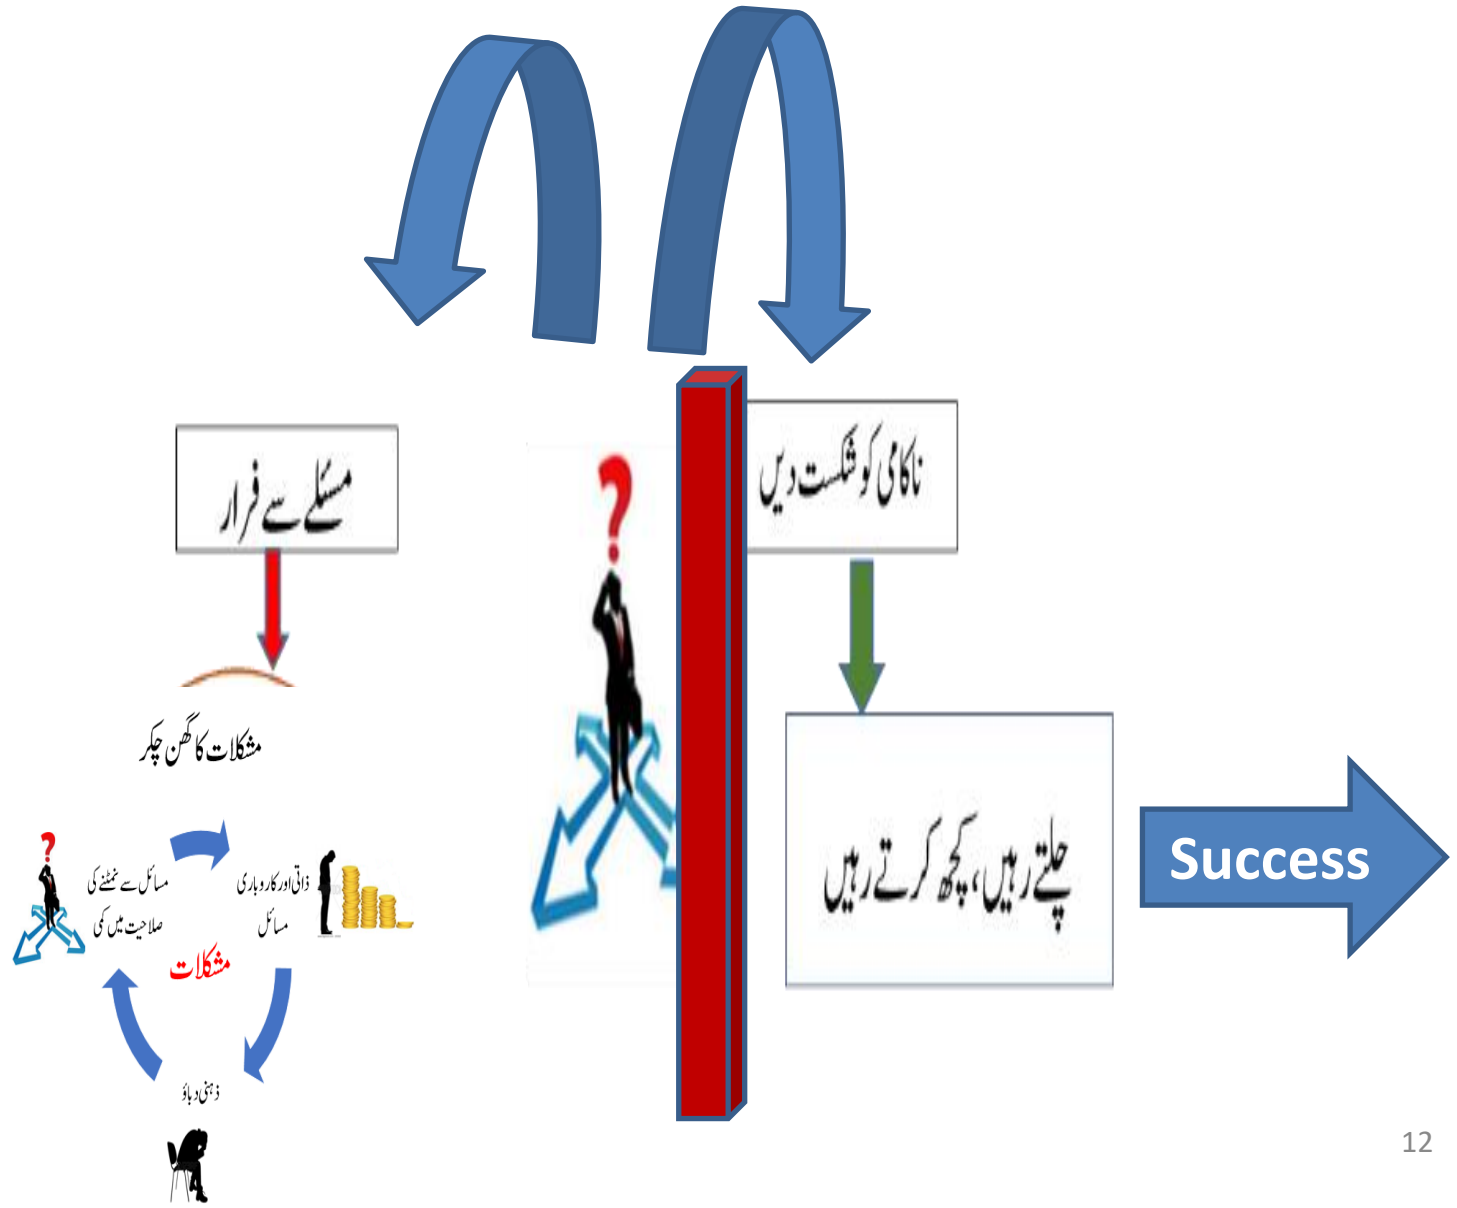 ناکامی کو شکست دیں
مسئلے سے فرار
?
مشکلات کا گھن چکر
چلتے رہیں، کچھ کرتے رہیں
Success
?
مسائل سے نمٹنے کی
صلاحیت میں کمی
ذاتی اور کاروباری
مسائل
مشکلات
ذہنی دباؤ
12